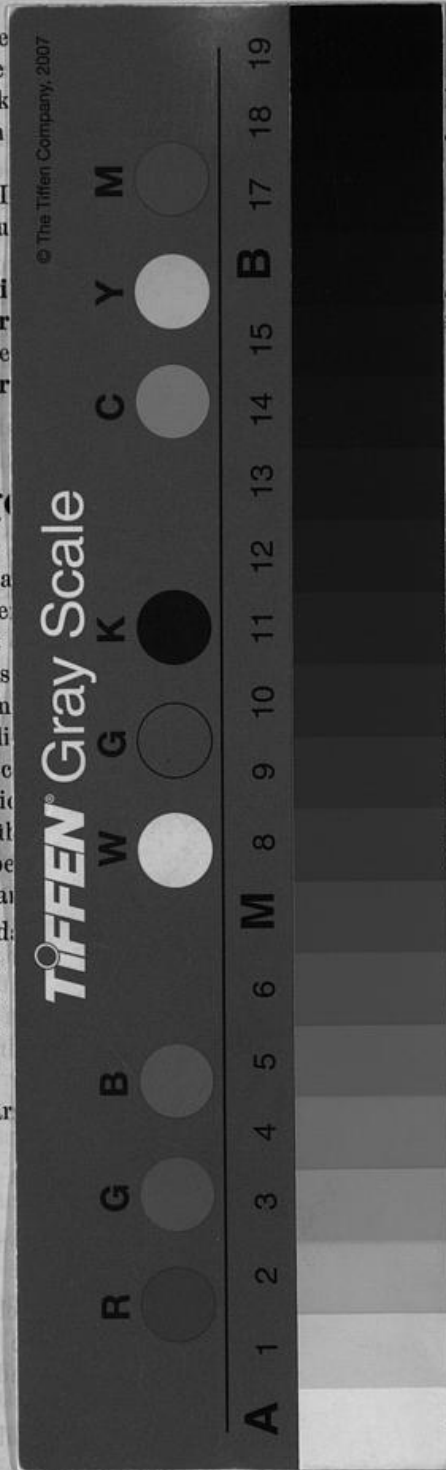 © The Tiffen Company, 2007
TIFFEN® Gray Scale
R G B W G K C Y M
A 1 2 3 4 5 6 M 8 9 10 11 12 13 14 15 B 17 18 19